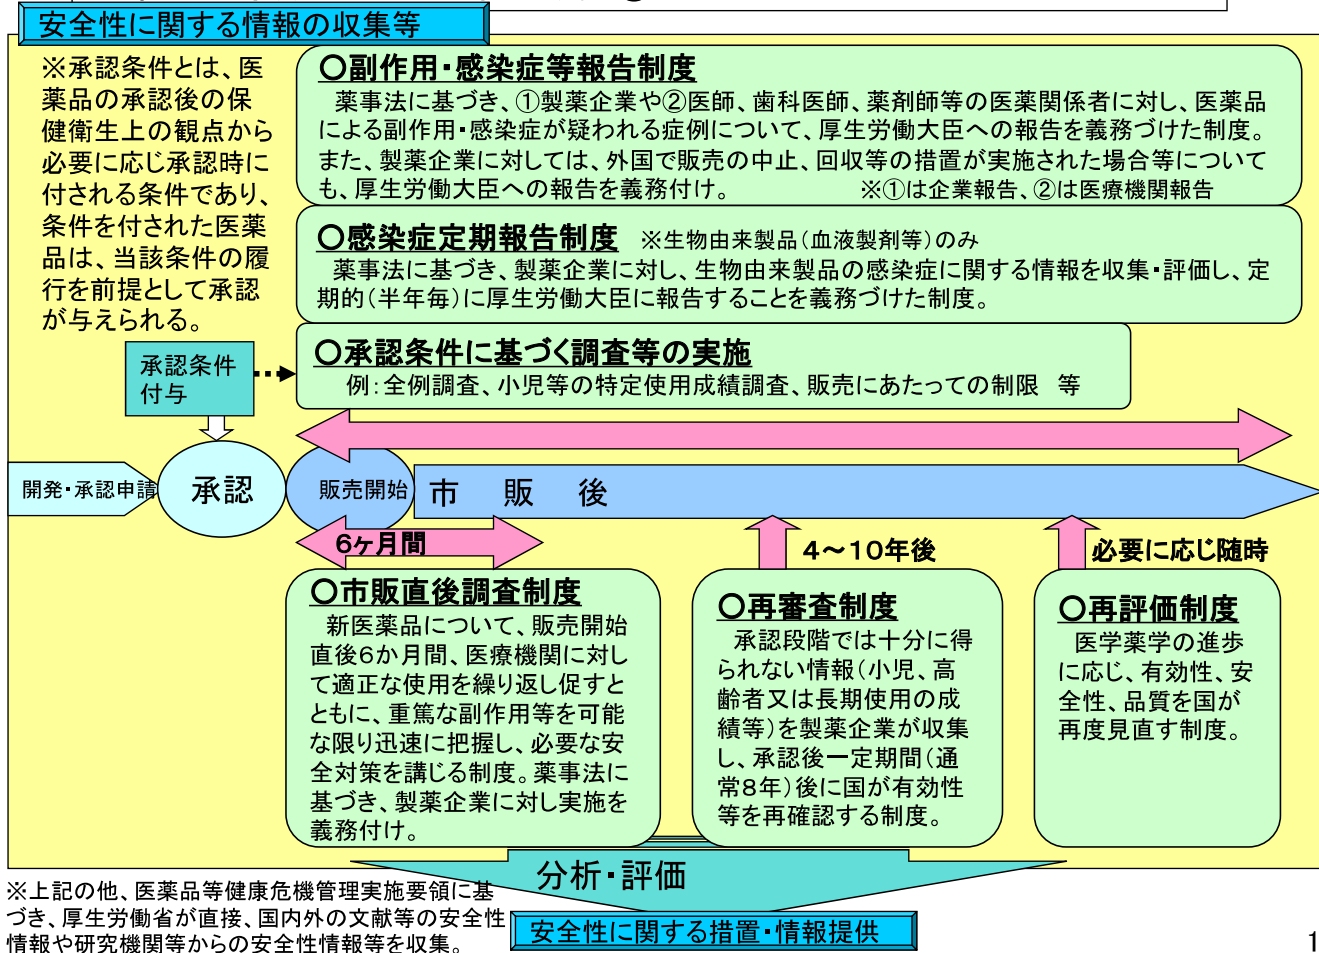 安全性に関する情報の収集等
※承認条件とは、医
薬品の承認後の保
健衛生上の観点から
必要に応じ承認時に
付される条件であり、
条件を付された医薬
品は、当該条件の履
行を前提として承認
が与えられる。
○副作用・感染症等報告制度
薬事法に基づき、①製薬企業や②医師、歯科医師、薬剤師等の医薬関係者に対し、医薬品
による副作用・感染症が疑われる症例について、厚生労働大臣への報告を義務づけた制度。
また、製薬企業に対しては、外国で販売の中止、回収等の措置が実施された場合等について
も、厚生労働大臣への報告を義務付け。 ※①は企業報告、②は医療機関報告
○感染症定期報告制度 ※生物由来製品(血液製剤等)のみ
薬事法に基づき、製薬企業に対し、生物由来製品の感染症に関する情報を収集・評価し、定
期的(半年毎)に厚生労働大臣に報告することを義務づけた制度。
承認条件
付与
○承認条件に基づく調査等の実施
例:全例調査、小児等の特定使用成績調査、販売にあたっての制限 等
開発・承認申請
承認
販売開始
市 販 後
6ヶ月間
4〜10年後
必要に応じ随時
○市販直後調査制度
新医薬品について、販売開始
直後6か月間、医療機関に対し
て適正な使用を繰り返し促すと
ともに、重篤な副作用等を可能
な限り迅速に把握し、必要な安
全対策を講じる制度。薬事法に
基づき、製薬企業に対し実施を
義務付け。
○再審査制度
承認段階では十分に得
られない情報(小児、高
齢者又は長期使用の成
績等)を製薬企業が収集
し、承認後一定期間(通
常8年)後に国が有効性
等を再確認する制度。
○再評価制度
医学薬学の進歩
に応じ、有効性、安
全性、品質を国が
再度見直す制度。
分析・評価
※上記の他、医薬品等健康危機管理実施要領に基
づき、厚生労働省が直接、国内外の文献等の安全性
情報や研究機関等からの安全性情報等を収集。
安全性に関する措置・情報提供
1